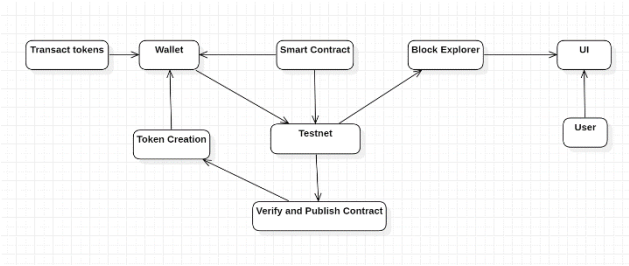 Transact tokens
Wallet
Smart Contract
Block Explorer
UI
User
Token Creation
Testnet
Verify and Publish Contract